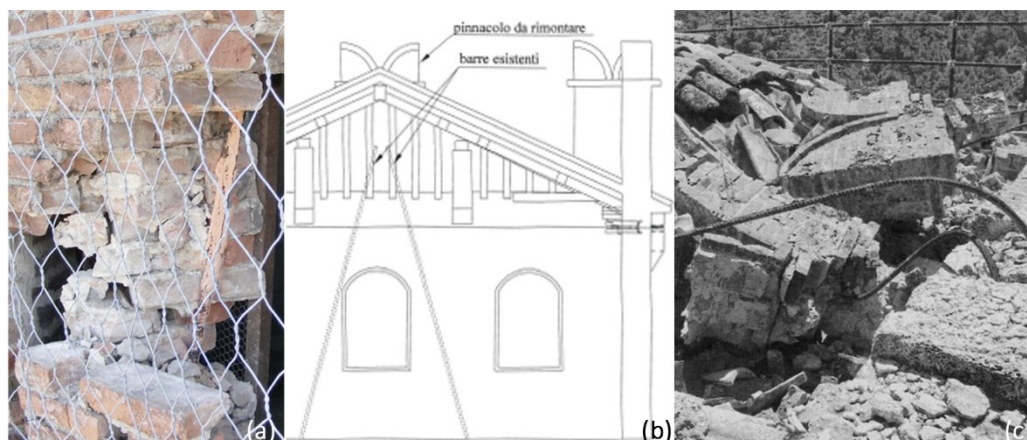 pinnacolo da rimontare
barre esistenti
(a)
(b)
(c)